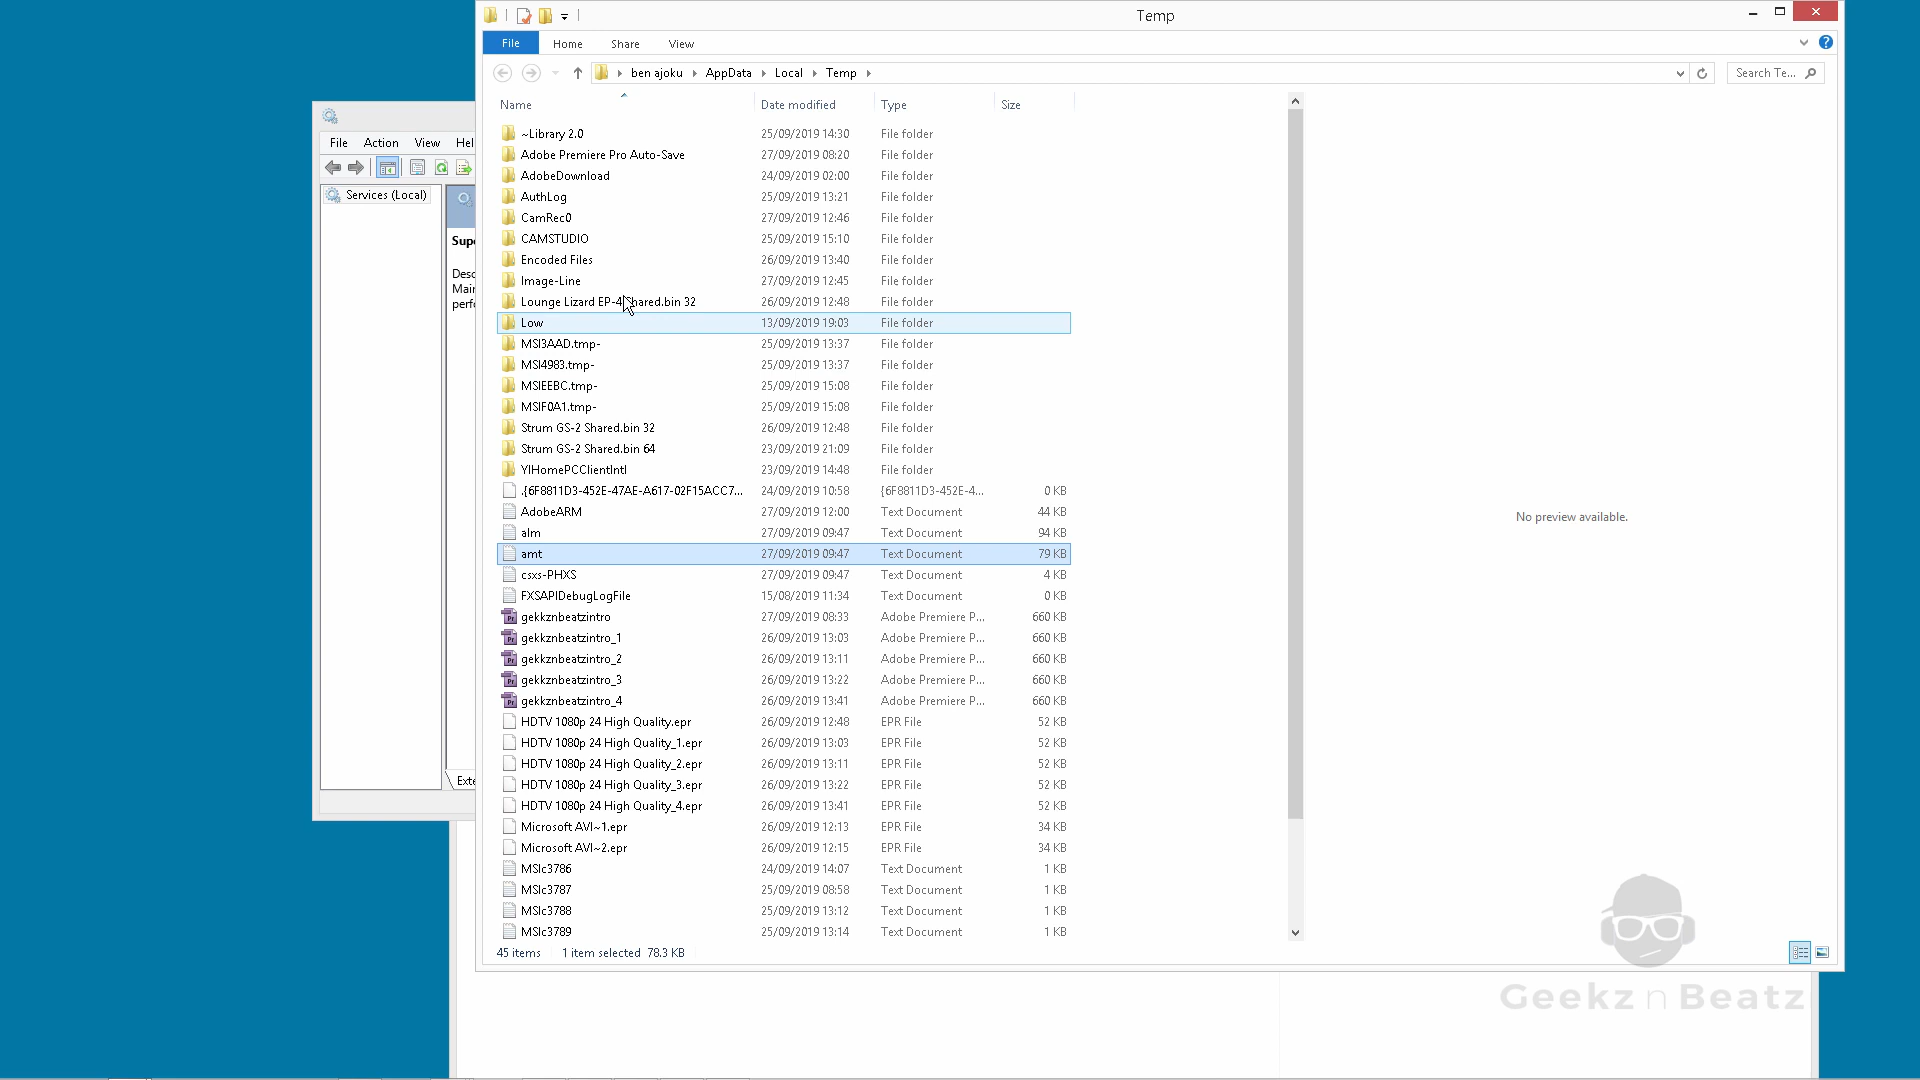 Temp
File Home Share View
ben ajoku AppData Local Temp Search Te...
Name Date modified Type Size
~Library 2.0 25/09/2019 14:30 File folder
Adobe Premiere Pro Auto-Save 27/09/2019 08:20 File folder
AdobeDownload 24/09/2019 02:00 File folder
AuthLog 25/09/2019 13:21 File folder
CamRec0 27/09/2019 12:46 File folder
CAMSTUDIO 25/09/2019 15:10 File folder
Encoded Files 26/09/2019 13:40 File folder
Image-Line 27/09/2019 12:45 File folder
Lounge Lizard EP-4 Shared.bin 32 26/09/2019 12:48 File folder
Low 13/09/2019 19:03 File folder
MSI3AAD.tmp- 25/09/2019 13:37 File folder
MSI4983.tmp- 25/09/2019 13:37 File folder
MSIEEBC.tmp- 25/09/2019 15:08 File folder
MSIF0A1.tmp- 25/09/2019 15:08 File folder
Strum GS-2 Shared.bin 32 26/09/2019 12:48 File folder
Strum GS-2 Shared.bin 64 23/09/2019 21:09 File folder
YIHomePCClientIntl 23/09/2019 14:48 File folder
.{6F8811D3-452E-47AE-A617-02F15ACC7... 24/09/2019 10:58 {6F8811D3-452E-4... 0 KB
AdobeARM 27/09/2019 12:00 Text Document 44 KB
alm 27/09/2019 09:47 Text Document 94 KB
amt 27/09/2019 09:47 Text Document 79 KB
csxs-PHXS 27/09/2019 09:47 Text Document 4 KB
FXSAPIDebugLogFile 15/08/2019 11:34 Text Document 0 KB
gekkznbeatzintro 27/09/2019 08:33 Adobe Premiere P... 660 KB
gekkznbeatzintro_1 26/09/2019 13:03 Adobe Premiere P... 660 KB
gekkznbeatzintro_2 26/09/2019 13:11 Adobe Premiere P... 660 KB
gekkznbeatzintro_3 26/09/2019 13:22 Adobe Premiere P... 660 KB
gekkznbeatzintro_4 26/09/2019 13:41 Adobe Premiere P... 660 KB
HDTV 1080p 24 High Quality.epr 26/09/2019 12:48 EPR File 52 KB
HDTV 1080p 24 High Quality_1.epr 26/09/2019 13:03 EPR File 52 KB
HDTV 1080p 24 High Quality_2.epr 26/09/2019 13:11 EPR File 52 KB
HDTV 1080p 24 High Quality_3.epr 26/09/2019 13:22 EPR File 52 KB
HDTV 1080p 24 High Quality_4.epr 26/09/2019 13:41 EPR File 52 KB
Microsoft AVI~1.epr 26/09/2019 12:13 EPR File 34 KB
Microsoft AVI~2.epr 26/09/2019 12:15 EPR File 34 KB
MSIc3786 24/09/2019 14:07 Text Document 1 KB
MSIc3787 25/09/2019 08:58 Text Document 1 KB
MSIc3788 25/09/2019 13:12 Text Document 1 KB
MSIc3789 25/09/2019 13:14 Text Document 1 KB
45 items 1 item selected 78.3 KB
No preview available.
File Action View Hel
Services (Local)
Supe
Desc
Main
perfo
Exte
Geekz n Beatz